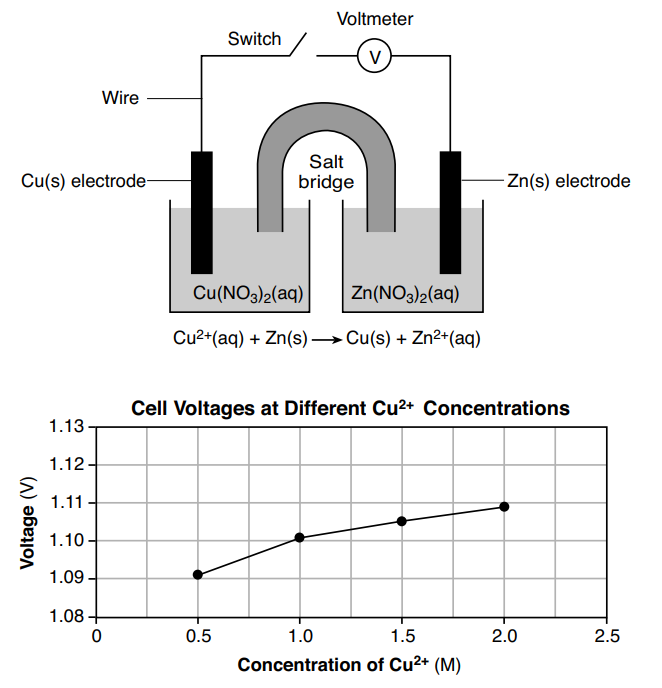 Voltmeter
Switch
V
Wire
Salt
bridge
Cu(s) electrode
Zn(s) electrode
Cu(NO₃)₂(aq)
Zn(NO₃)₂(aq)
Cu²⁺(aq) + Zn(s) ⟶ Cu(s) + Zn²⁺(aq)
Cell Voltages at Different Cu²⁺ Concentrations
Voltage (V)
1.13
1.12
1.11
1.10
1.09
1.08
0 0.5 1.0 1.5 2.0 2.5
Concentration of Cu²⁺ (M)